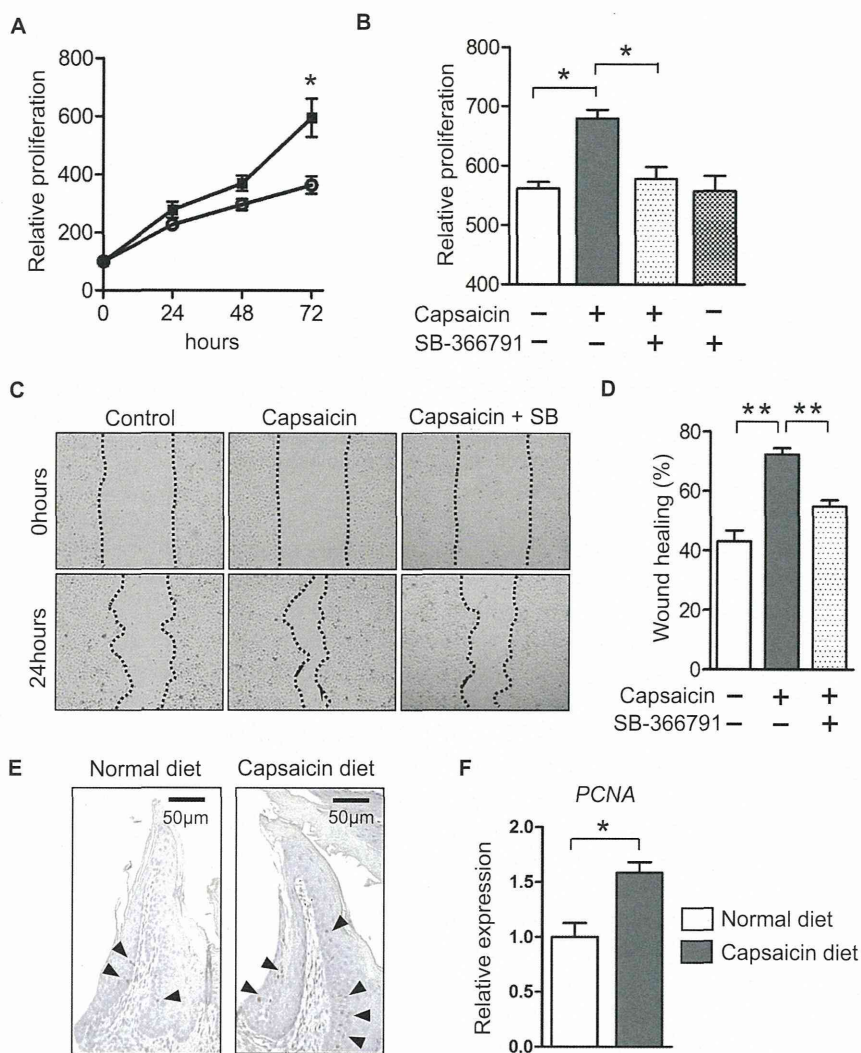 A
800
600
400
200
0
Relative proliferation
*
0 24 48 72
hours
B
800
700
600
500
400
Relative proliferation
* *
Capsaicin − + + −
SB-366791 − − + +
C
Control Capsaicin Capsaicin + SB
0hours
24hours
D
** **
80
60
40
20
0
Wound healing (%)
Capsaicin − + +
SB-366791 − − +
E
Normal diet Capsaicin diet
50µm 50µm
F
PCNA
*
2.0
1.5
1.0
0.5
0.0
Relative expression
Normal diet
Capsaicin diet